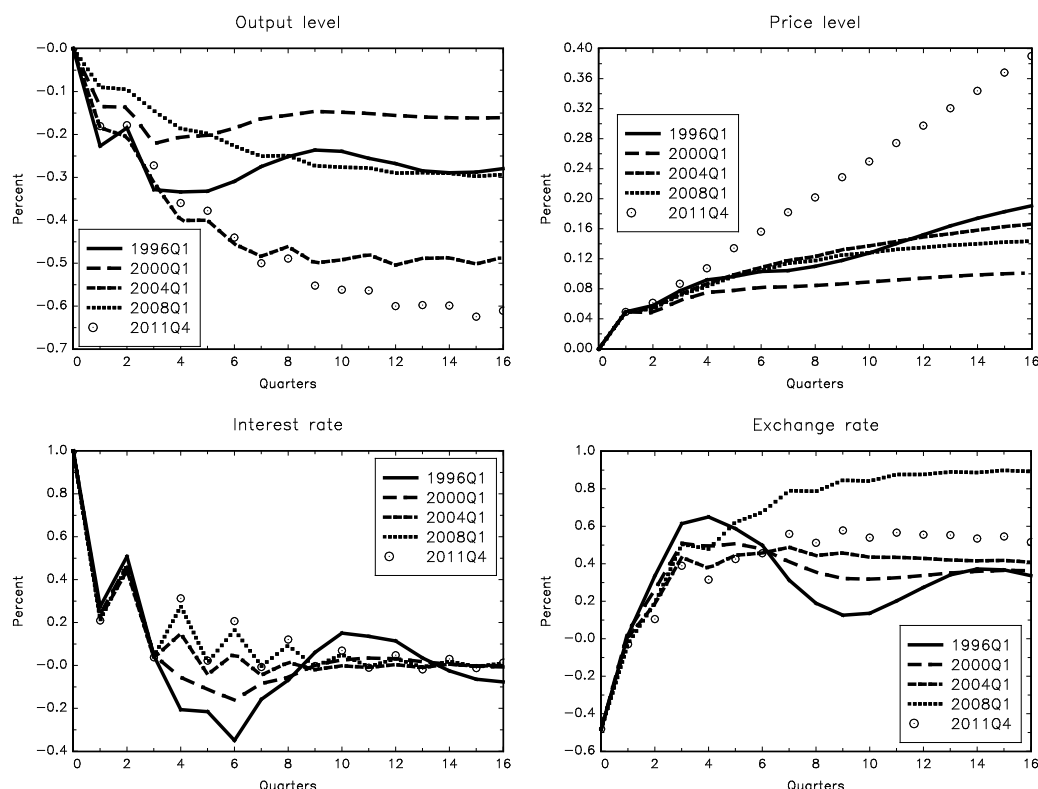 Output level
Percent
-0.0
-0.1
-0.2
-0.3
-0.4
-0.5
-0.6
-0.7
1996Q1
2000Q1
2004Q1
2008Q1
2011Q4
0 2 4 6 8 10 12 14 16
Quarters
Price level
Percent
0.40
0.36
0.32
0.28
0.24
0.20
0.16
0.12
0.08
0.04
0.00
1996Q1
2000Q1
2004Q1
2008Q1
2011Q4
0 2 4 6 8 10 12 14 16
Quarters
Interest rate
Percent
1.0
0.8
0.6
0.4
0.2
-0.0
-0.2
-0.4
1996Q1
2000Q1
2004Q1
2008Q1
2011Q4
0 2 4 6 8 10 12 14 16
Quarters
Exchange rate
Percent
1.0
0.8
0.6
0.4
0.2
-0.0
-0.2
-0.4
-0.6
1996Q1
2000Q1
2004Q1
2008Q1
2011Q4
0 2 4 6 8 10 12 14 16
Quarters